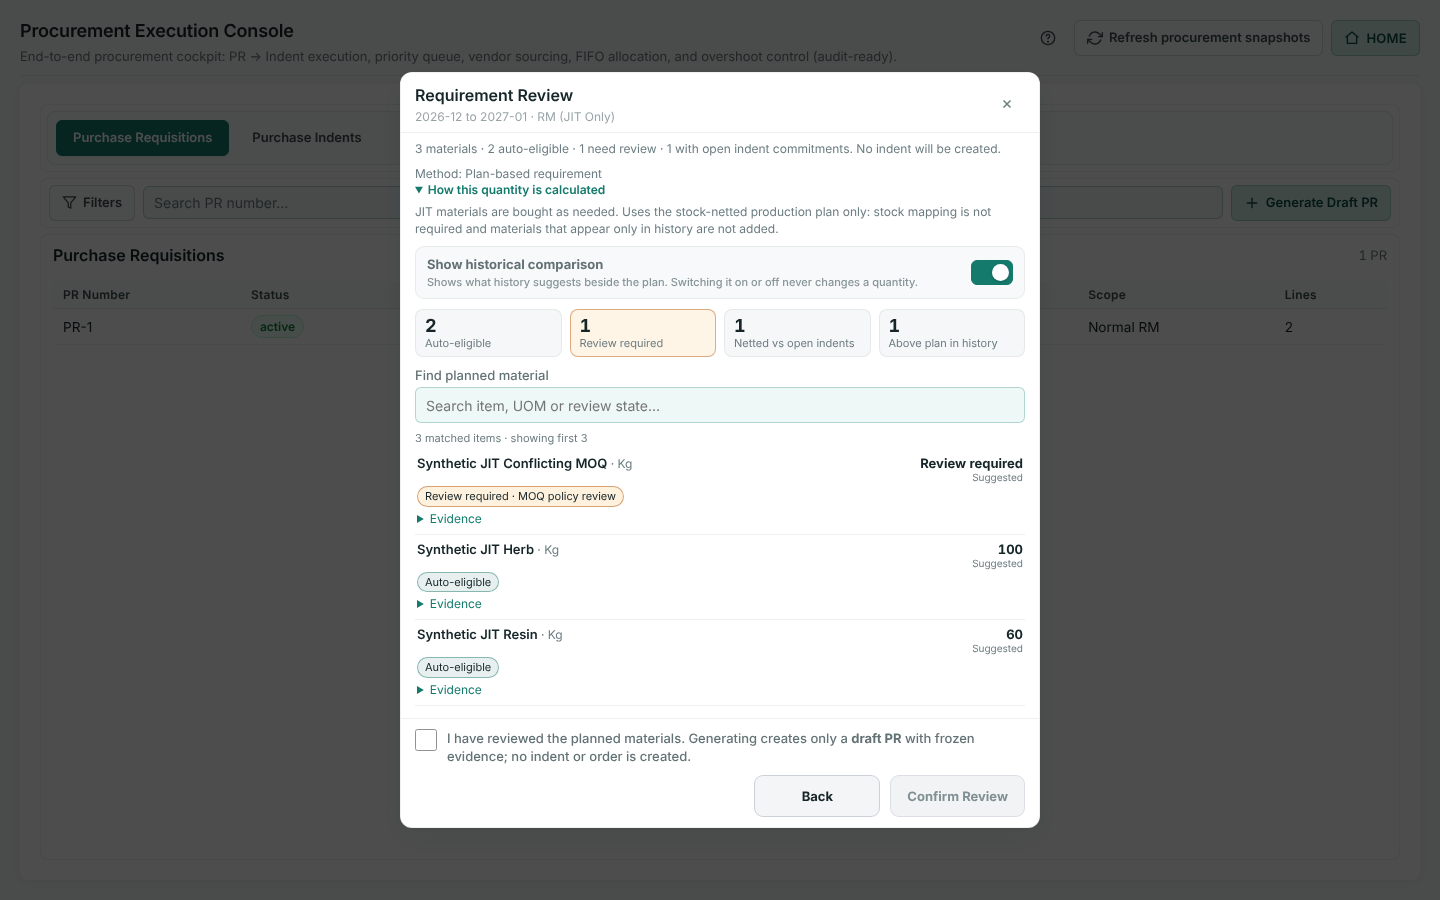 Procurement Execution Console
End-to-end procurement cockpit: PR → Indent execution, priority queue, vendor sourcing, FIFO allocation, and overshoot control (audit-ready).
Refresh procurement snapshots
HOME
Purchase Requisitions
Purchase Indents
Filters
Search PR number...
Generate Draft PR
Purchase Requisitions
1 PR
PR Number
Status
Scope
Lines
PR-1
active
Normal RM
2
Requirement Review
×
2026-12 to 2027-01 · RM (JIT Only)
3 materials · 2 auto-eligible · 1 need review · 1 with open indent commitments. No indent will be created.
Method: Plan-based requirement
▼ How this quantity is calculated
JIT materials are bought as needed. Uses the stock-netted production plan only: stock mapping is not
required and materials that appear only in history are not added.
Show historical comparison
Shows what history suggests beside the plan. Switching it on or off never changes a quantity.
2
Auto-eligible
1
Review required
1
Netted vs open indents
1
Above plan in history
Find planned material
Search item, UOM or review state...
3 matched items · showing first 3
Synthetic JIT Conflicting MOQ · Kg
Review required
Suggested
Review required · MOQ policy review
▶ Evidence
Synthetic JIT Herb · Kg
100
Suggested
Auto-eligible
▶ Evidence
Synthetic JIT Resin · Kg
60
Suggested
Auto-eligible
▶ Evidence
I have reviewed the planned materials. Generating creates only a draft PR with frozen
evidence; no indent or order is created.
Back
Confirm Review